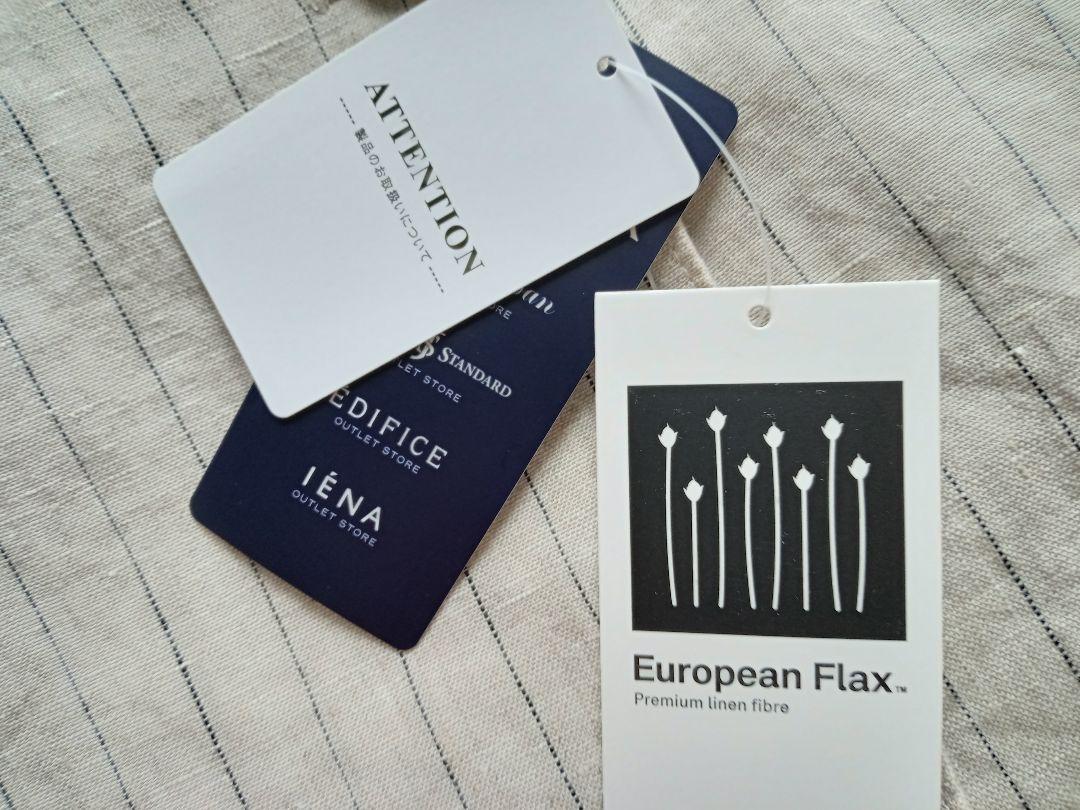 ATTENTION
製品のお取扱いについて
STANDARD
OUTLET STORE
EDIFICE
OUTLET STORE
IÉNA
OUTLET STORE
European Flax™
Premium linen fibre